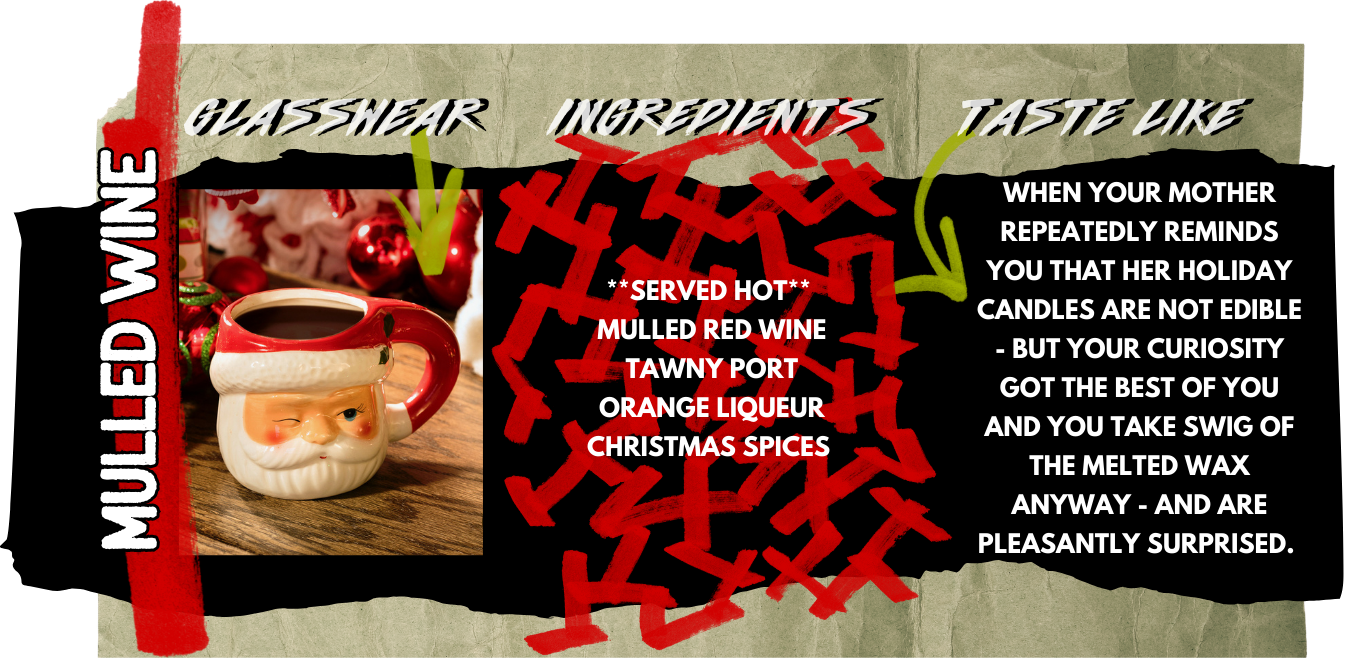 MULLED WINE
GLASSWEAR
INGREDIENTS
**SERVED HOT**
MULLED RED WINE
TAWNY PORT
ORANGE LIQUEUR
CHRISTMAS SPICES
TASTE LIKE
WHEN YOUR MOTHER
REPEATEDLY REMINDS
YOU THAT HER HOLIDAY
CANDLES ARE NOT EDIBLE
- BUT YOUR CURIOSITY
GOT THE BEST OF YOU
AND YOU TAKE SWIG OF
THE MELTED WAX
ANYWAY - AND ARE
PLEASANTLY SURPRISED.